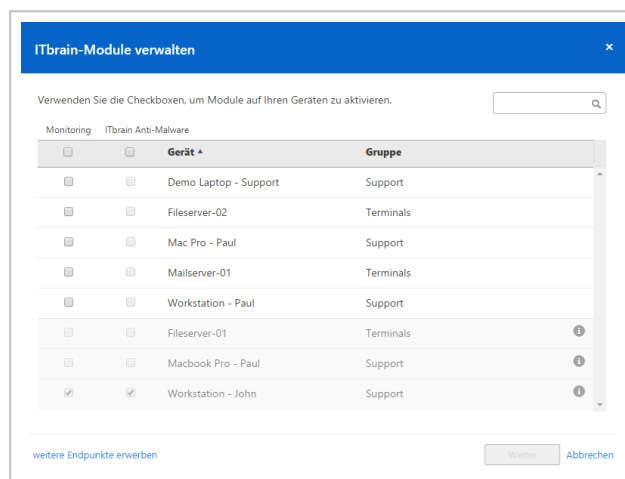 ITbrain-Module verwalten ×
Verwenden Sie die Checkboxen, um Module auf Ihren Geräten zu aktivieren.
Monitoring ITbrain Anti-Malware
Gerät Gruppe
Demo Laptop - Support Support
Fileserver-02 Terminals
Mac Pro - Paul Support
Mailserver-01 Terminals
Workstation - Paul Support
Fileserver-01 Terminals
Macbook Pro - Paul Support
Workstation - John Support
weitere Endpunkte erwerben Weiter Abbrechen